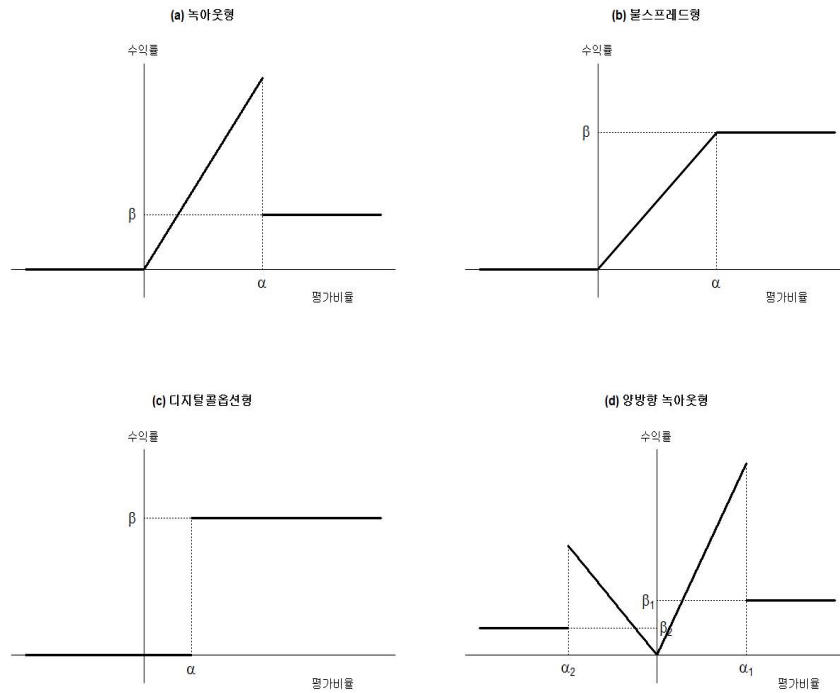 (a) 녹아웃형
수익률
β
α
평가비율
(b) 불스프레드형
수익률
β
α
평가비율
(c) 디지털콜옵션형
수익률
β
α
평가비율
(d) 양방향 녹아웃형
수익률
β₁
β₂
α₂
α₁
평가비율